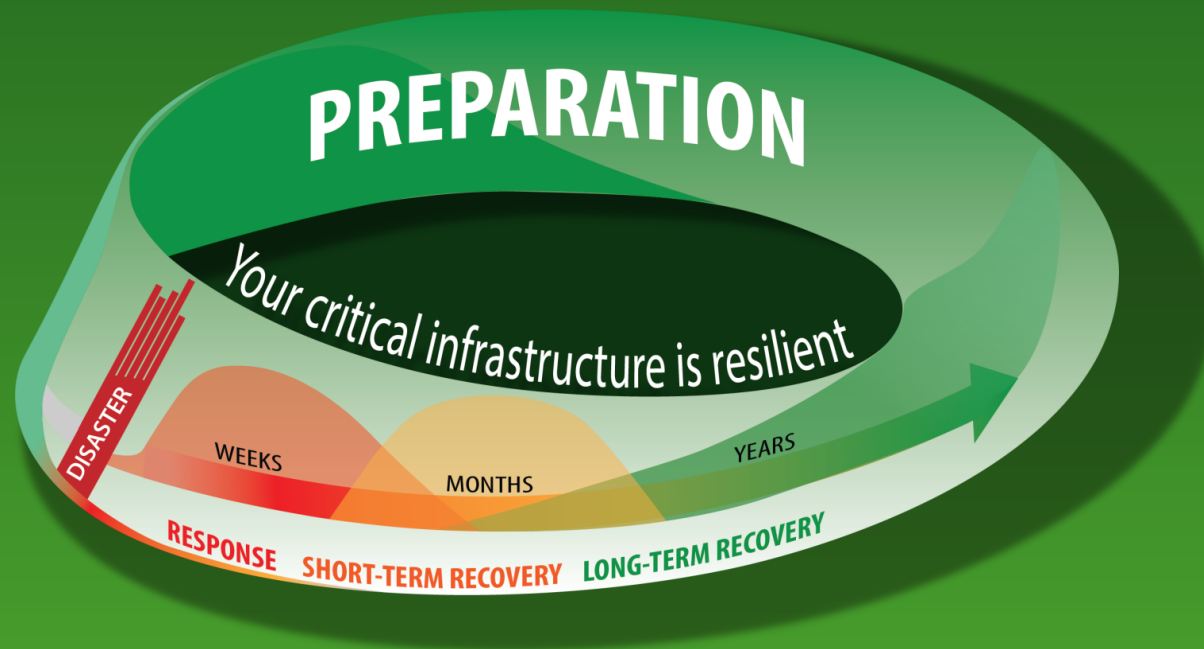 PREPARATION
Your critical infrastructure is resilient
DISASTER
WEEKS
MONTHS
YEARS
RESPONSE
SHORT-TERM RECOVERY
LONG-TERM RECOVERY